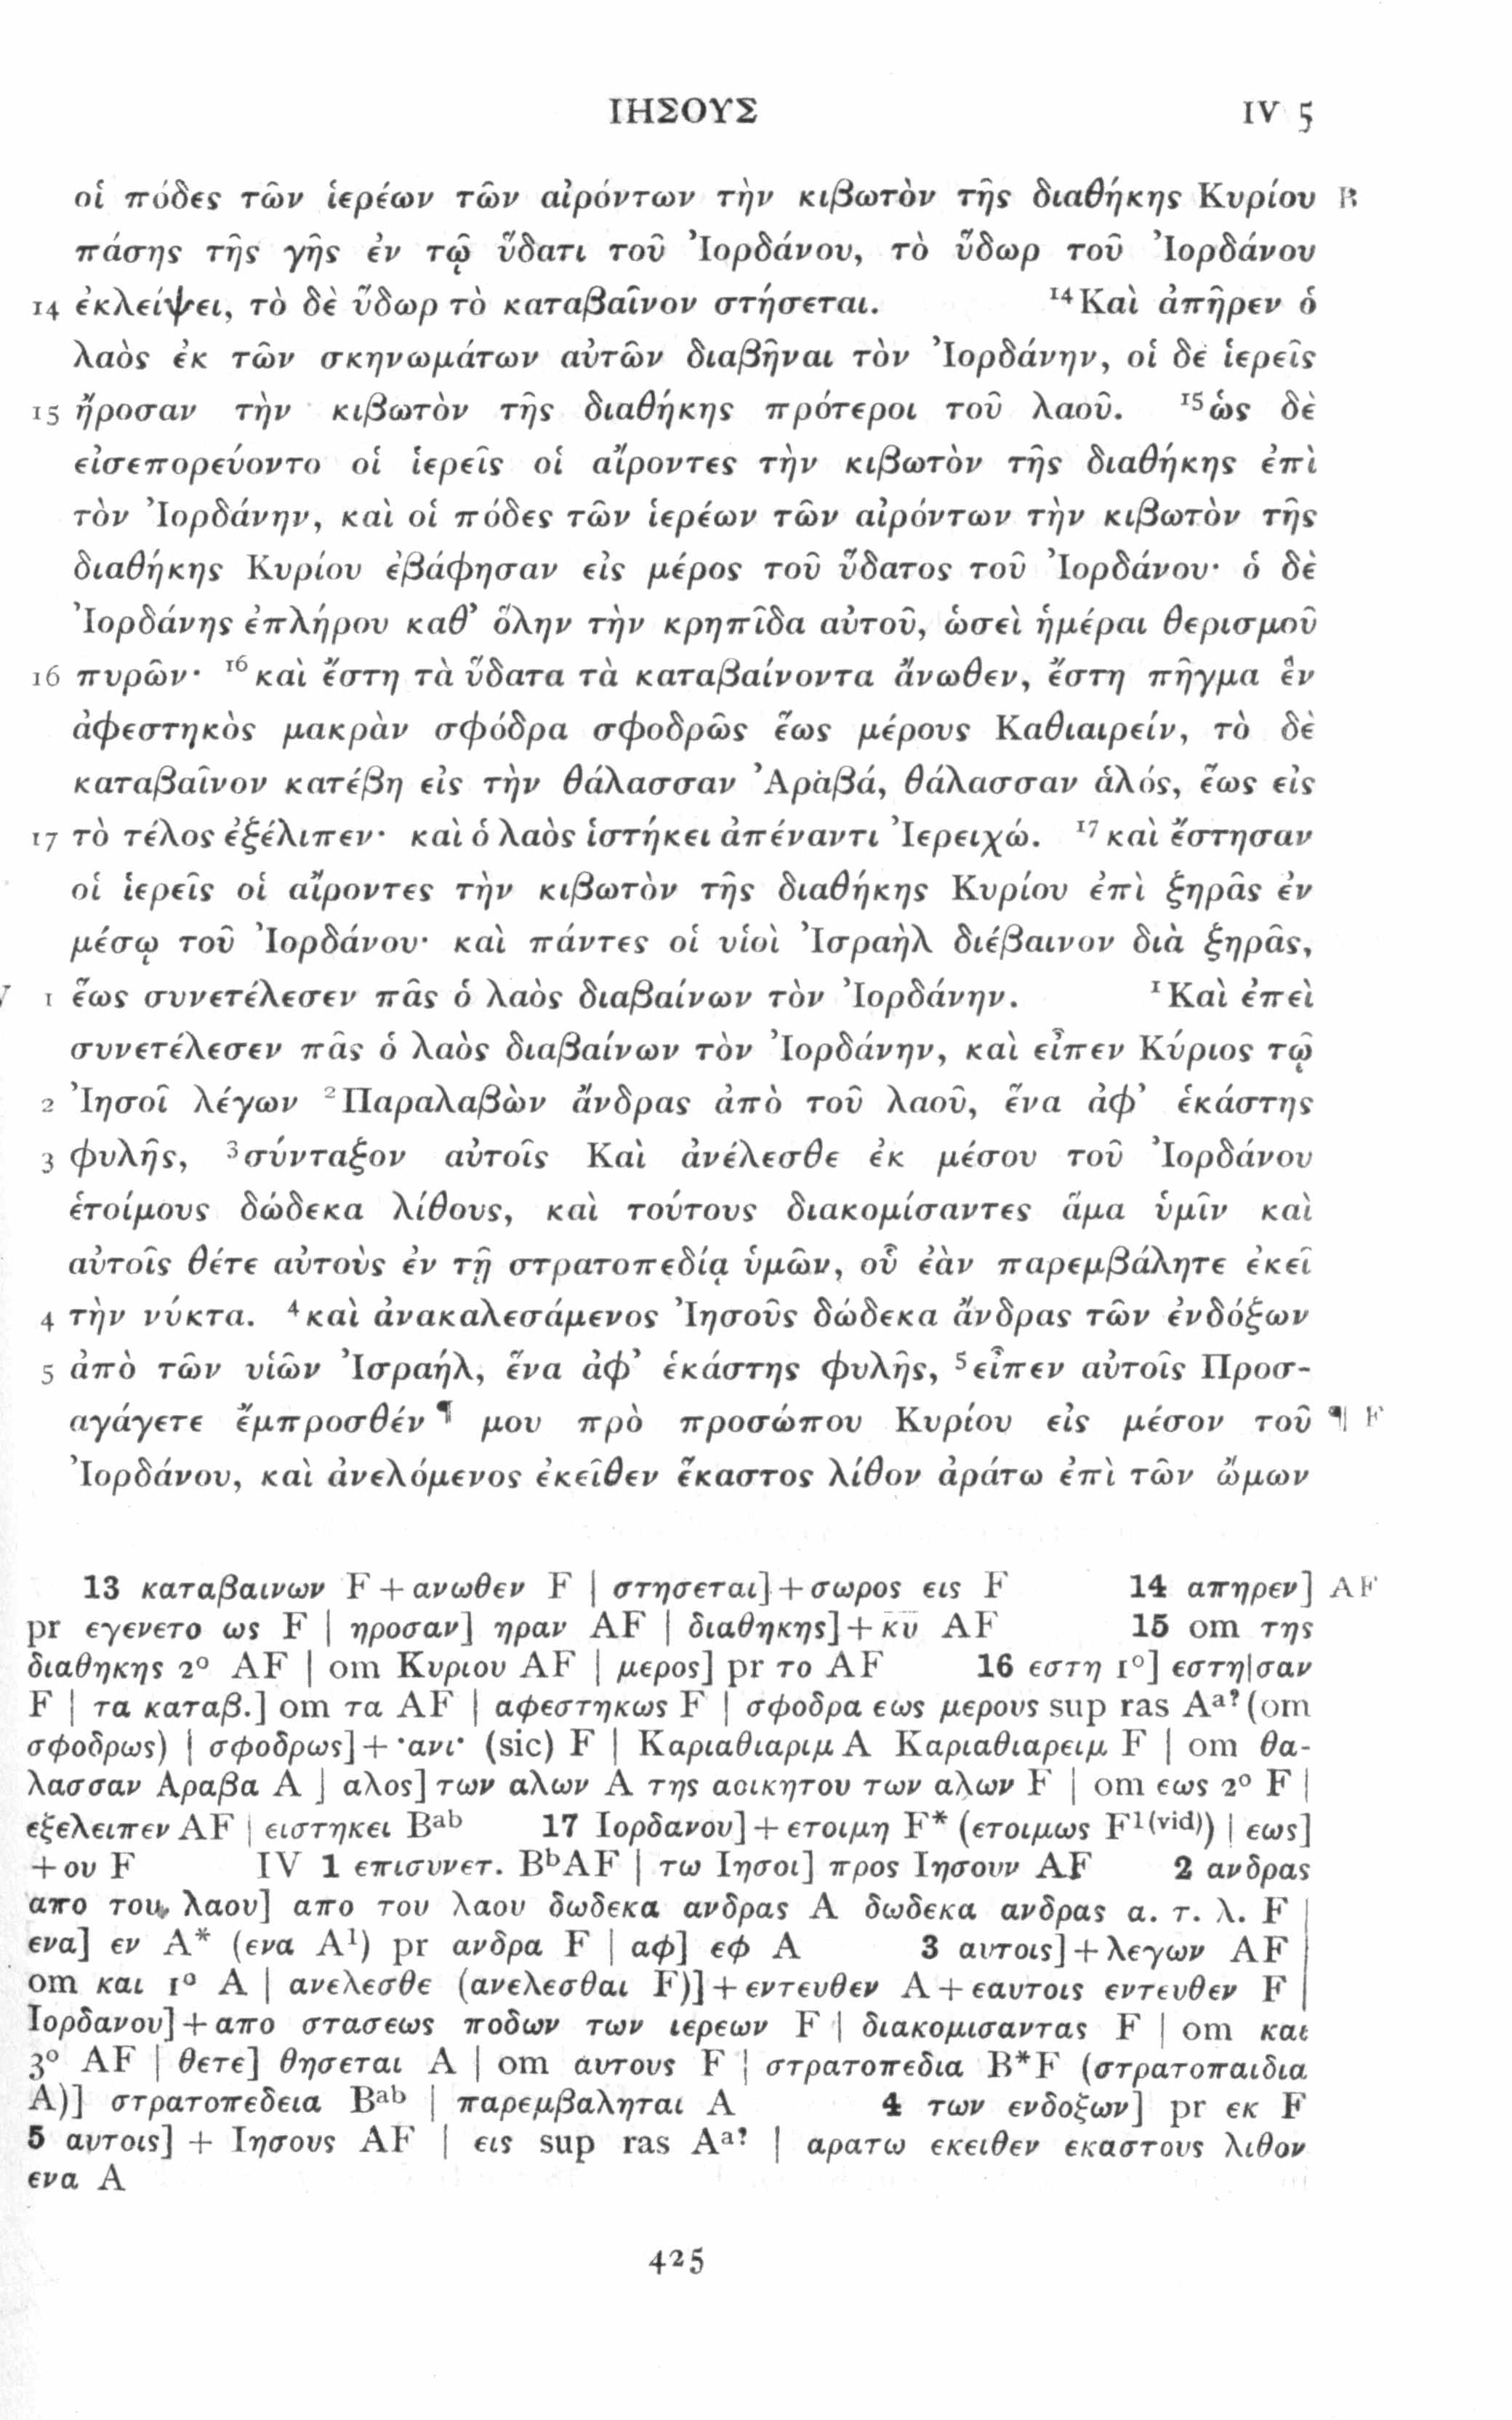 ΙΗΣΟΥΣ IV 5
οἱ πόδες τῶν ἱερέων τῶν αἰρόντων τὴν κιβωτὸν τῆς διαθήκης Κυρίου B
πάσης τῆς γῆς ἐν τῷ ὕδατι τοῦ Ἰορδάνου, τὸ ὕδωρ τοῦ Ἰορδάνου
14 ἐκλείψει, τὸ δὲ ὕδωρ τὸ καταβαῖνον στήσεται. ¹⁴Καὶ ἀπῆρεν ὁ
λαὸς ἐκ τῶν σκηνωμάτων αὐτῶν διαβῆναι τὸν Ἰορδάνην, οἱ δὲ ἱερεῖς
15 ἤροσαν τὴν κιβωτὸν τῆς διαθήκης πρότεροι τοῦ λαοῦ. ¹⁵ὡς δὲ
εἰσεπορεύοντο οἱ ἱερεῖς οἱ αἴροντες τὴν κιβωτὸν τῆς διαθήκης ἐπὶ
τὸν Ἰορδάνην, καὶ οἱ πόδες τῶν ἱερέων τῶν αἰρόντων τὴν κιβωτὸν τῆς
διαθήκης Κυρίου ἐβάφησαν εἰς μέρος τοῦ ὕδατος τοῦ Ἰορδάνου· ὁ δὲ
Ἰορδάνης ἐπλήρου καθ’ ὅλην τὴν κρηπῖδα αὐτοῦ, ὡσεὶ ἡμέραι θερισμοῦ
16 πυρῶν· ¹⁶καὶ ἔστη τὰ ὕδατα τὰ καταβαίνοντα ἄνωθεν, ἔστη πῆγμα ἓν
ἀφεστηκὸς μακρὰν σφόδρα σφοδρῶς ἕως μέρους Καθιαιρείν, τὸ δὲ
καταβαῖνον κατέβη εἰς τὴν θάλασσαν Ἀραβά, θάλασσαν ἁλός, ἕως εἰς
17 τὸ τέλος ἐξέλιπεν· καὶ ὁ λαὸς ἱστήκει ἀπέναντι Ἰερειχώ. ¹⁷καὶ ἔστησαν
οἱ ἱερεῖς οἱ αἴροντες τὴν κιβωτὸν τῆς διαθήκης Κυρίου ἐπὶ ξηρᾶς ἐν
μέσῳ τοῦ Ἰορδάνου· καὶ πάντες οἱ υἱοὶ Ἰσραὴλ διέβαινον διὰ ξηρᾶς,
1 ἕως συνετέλεσεν πᾶς ὁ λαὸς διαβαίνων τὸν Ἰορδάνην. ¹Καὶ ἐπεὶ
συνετέλεσεν πᾶς ὁ λαὸς διαβαίνων τὸν Ἰορδάνην, καὶ εἶπεν Κύριος τῷ
2 Ἰησοῖ λέγων ²Παραλαβὼν ἄνδρας ἀπὸ τοῦ λαοῦ, ἕνα ἀφ’ ἑκάστης
3 φυλῆς, ³σύνταξον αὐτοῖς Καὶ ἀνέλεσθε ἐκ μέσου τοῦ Ἰορδάνου
ἑτοίμους δώδεκα λίθους, καὶ τούτους διακομίσαντες ἅμα ὑμῖν καὶ
αὐτοῖς θέτε αὐτοὺς ἐν τῇ στρατοπεδίᾳ ὑμῶν, οὗ ἐὰν παρεμβάλητε ἐκεῖ
4 τὴν νύκτα. ⁴καὶ ἀνακαλεσάμενος Ἰησοῦς δώδεκα ἄνδρας τῶν ἐνδόξων
5 ἀπὸ τῶν υἱῶν Ἰσραήλ, ἕνα ἀφ’ ἑκάστης φυλῆς, ⁵εἶπεν αὐτοῖς Προσ-
αγάγετε ἔμπροσθέν ¶ μου πρὸ προσώπου Κυρίου εἰς μέσον τοῦ ¶ F
Ἰορδάνου, καὶ ἀνελόμενος ἐκεῖθεν ἕκαστος λίθον ἀράτω ἐπὶ τῶν ὤμων
13 καταβαινων F + ανωθεν F | στησεται] + σωρος εις F 14 απηρεν] AF
pr εγενετο ως F | ηροσαν] ηραν AF | διαθηκης] + κ̅υ̅ AF 15 om της
διαθηκης 2° AF | om Κυριου AF | μερος] pr το AF 16 εστη 1°] εστη|σαν
F | τα καταβ.] om τα AF | αφεστηκως F | σφοδρα εως μερους sup ras Aᵃ? (om
σφοδρως) | σφοδρως] + ·ανι· (sic) F | Καριαθιαριμ A Καριαθιαρειμ F | om θα-
λασσαν Αραβα A | αλος] των αλων A της αοικητου των αλων F | om εως 2° F |
εξελειπεν AF | ειστηκει Bᵃᵇ 17 Ιορδανου] + ετοιμη F* (ετοιμως F¹⁽ᵛⁱᵈ⁾) | εως]
+ ου F IV 1 επισυνετ. BᵇAF | τω Ιησοι] προς Ιησουν AF 2 ανδρας
απο του λαου] απο του λαου δωδεκα ανδρας A δωδεκα ανδρας α. τ. λ. F |
ενα] εν A* (ενα A¹) pr ανδρα F | αφ] εφ A 3 αυτοις] + λεγων AF |
om και 1° A | ανελεσθε (ανελεσθαι F)] + εντευθεν A + εαυτοις εντευθεν F |
Ιορδανου] + απο στασεως ποδων των ιερεων F | διακομισαντας F | om και
3° AF | θετε] θησεται A | om αυτους F | στρατοπεδια B*F (στρατοπαιδια
A)] στρατοπεδεια Bᵃᵇ | παρεμβαληται A 4 των ενδοξων] pr εκ F
5 αυτοις] + Ιησους AF | εις sup ras Aᵃ? | αρατω εκειθεν εκαστους λιθον
ενα A
425